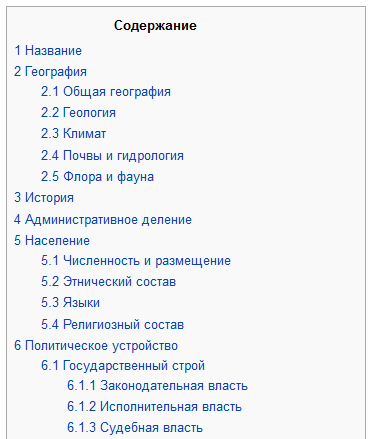 Содержание
1 Название
2 География
2.1 Общая география
2.2 Геология
2.3 Климат
2.4 Почвы и гидрология
2.5 Флора и фауна
3 История
4 Административное деление
5 Население
5.1 Численность и размещение
5.2 Этнический состав
5.3 Языки
5.4 Религиозный состав
6 Политическое устройство
6.1 Государственный строй
6.1.1 Законодательная власть
6.1.2 Исполнительная власть
6.1.3 Судебная власть